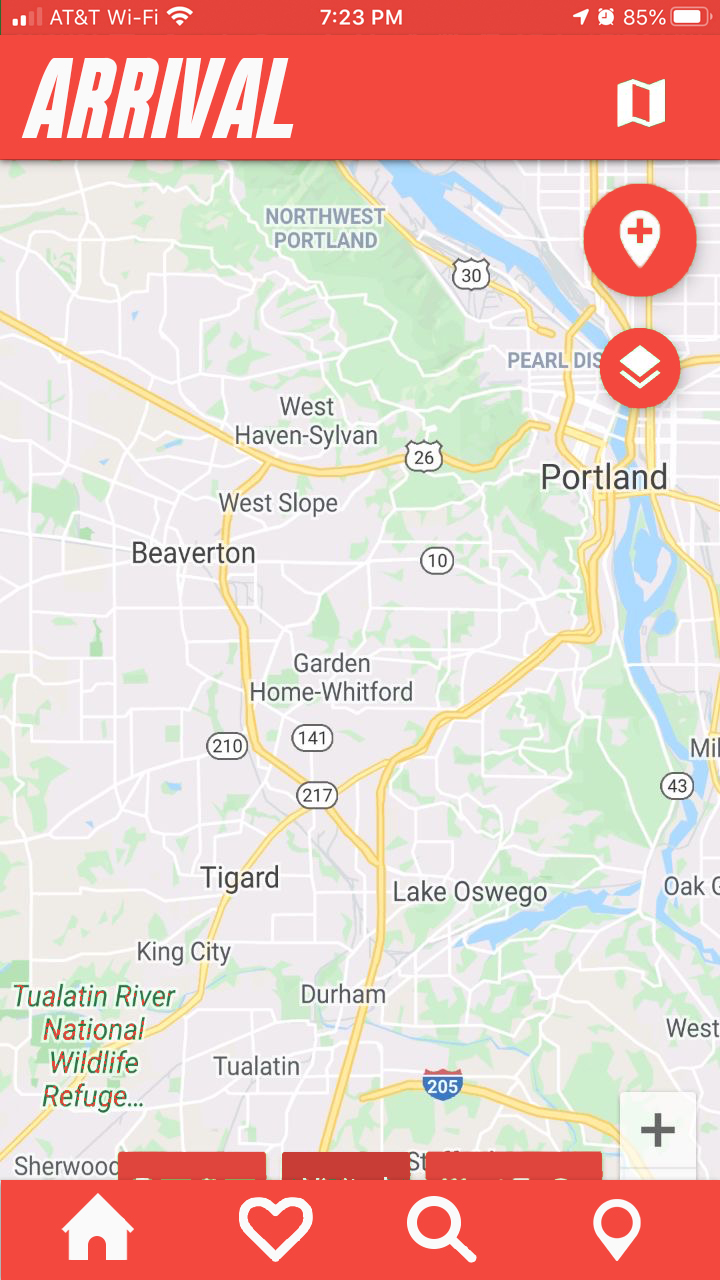 AT&T Wi-Fi 7:23 PM 85%
ARRIVAL
NORTHWEST
PORTLAND
30
PEARL DIS
West
Haven-Sylvan
26
Portland
West Slope
Beaverton
10
Garden
Home-Whitford
141
210
Mil
43
217
Tigard
Lake Oswego
Oak G
King City
Tualatin River
National
Wildlife
Refuge...
Durham
West
Tualatin
205
+
Sherwood